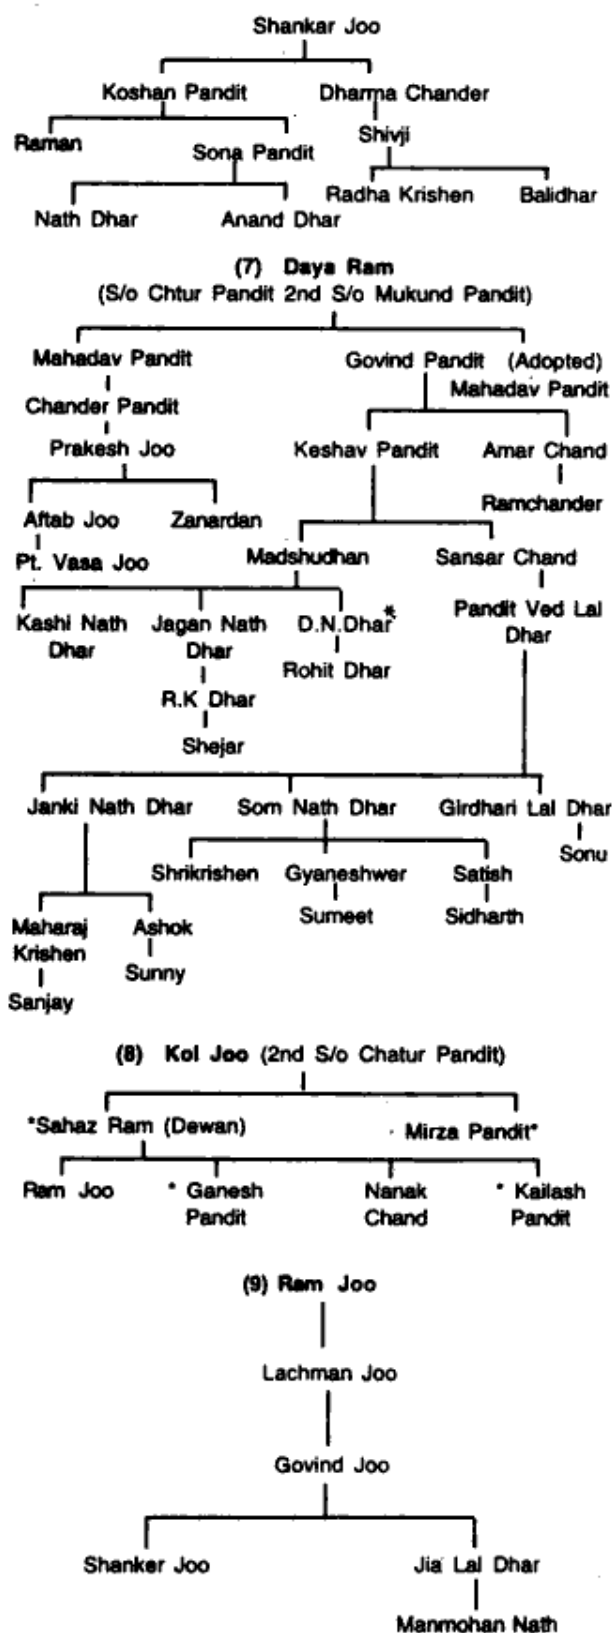 Shankar Joo
Koshan Pandit Dharma Chander
Raman Sona Pandit Shivji
Nath Dhar Anand Dhar Radha Krishen Balidhar
(7) Daya Ram
(S/o Chtur Pandit 2nd S/o Mukund Pandit)
Mahadav Pandit Govind Pandit (Adopted)
Mahadav Pandit
Chander Pandit
Prakesh Joo Keshav Pandit Amar Chand
Ramchander
Aftab Joo Zanardan
Pt. Vasa Joo Madshudhan Sansar Chand
Kashi Nath Jagan Nath D.N.Dhar* Pandit Ved Lal
Dhar Dhar Dhar
Rohit Dhar
R.K Dhar
Shejar
Janki Nath Dhar Som Nath Dhar Girdhari Lal Dhar
Sonu
Shrikrishen Gyaneshwer Satish
Sumeet Sidharth
Maharaj Ashok
Krishen
Sunny
Sanjay
(8) Kol Joo (2nd S/o Chatur Pandit)
*Sahaz Ram (Dewan) Mirza Pandit*
Ram Joo * Ganesh Nanak * Kailash
Pandit Chand Pandit
(9) Ram Joo
Lachman Joo
Govind Joo
Shanker Joo Jia Lal Dhar
Manmohan Nath